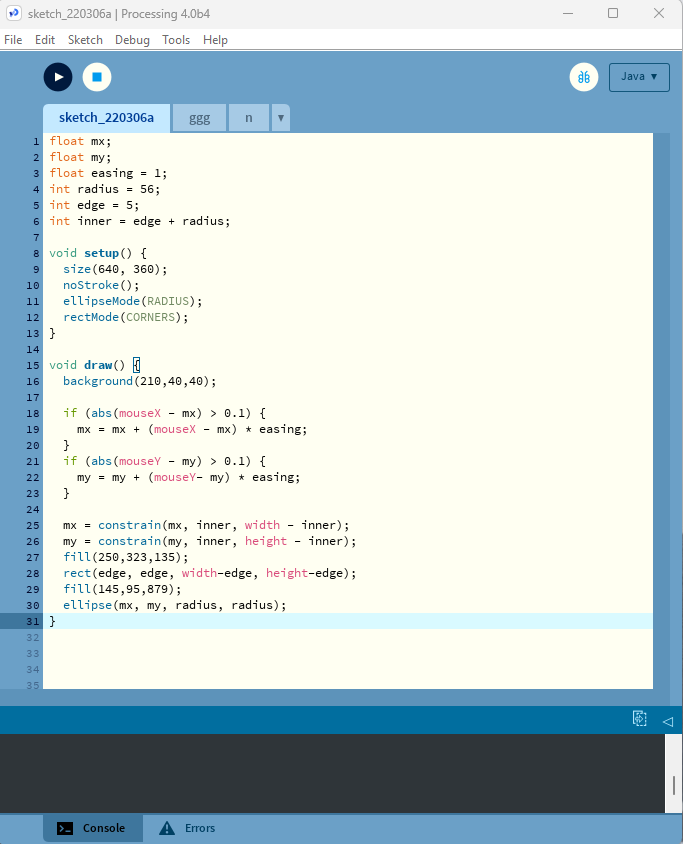 sketch_220306a | Processing 4.0b4
File Edit Sketch Debug Tools Help
Java ▼
sketch_220306a ggg n ▼
1 float mx;
2 float my;
3 float easing = 1;
4 int radius = 56;
5 int edge = 5;
6 int inner = edge + radius;
7
8 void setup() {
9   size(640, 360);
10   noStroke();
11   ellipseMode(RADIUS);
12   rectMode(CORNERS);
13 }
14
15 void draw() {
16   background(210,40,40);
17
18   if (abs(mouseX - mx) > 0.1) {
19     mx = mx + (mouseX - mx) * easing;
20   }
21   if (abs(mouseY - my) > 0.1) {
22     my = my + (mouseY- my) * easing;
23   }
24
25   mx = constrain(mx, inner, width - inner);
26   my = constrain(my, inner, height - inner);
27   fill(250,323,135);
28   rect(edge, edge, width-edge, height-edge);
29   fill(145,95,879);
30   ellipse(mx, my, radius, radius);
31 }
32
33
34
35
Console Errors